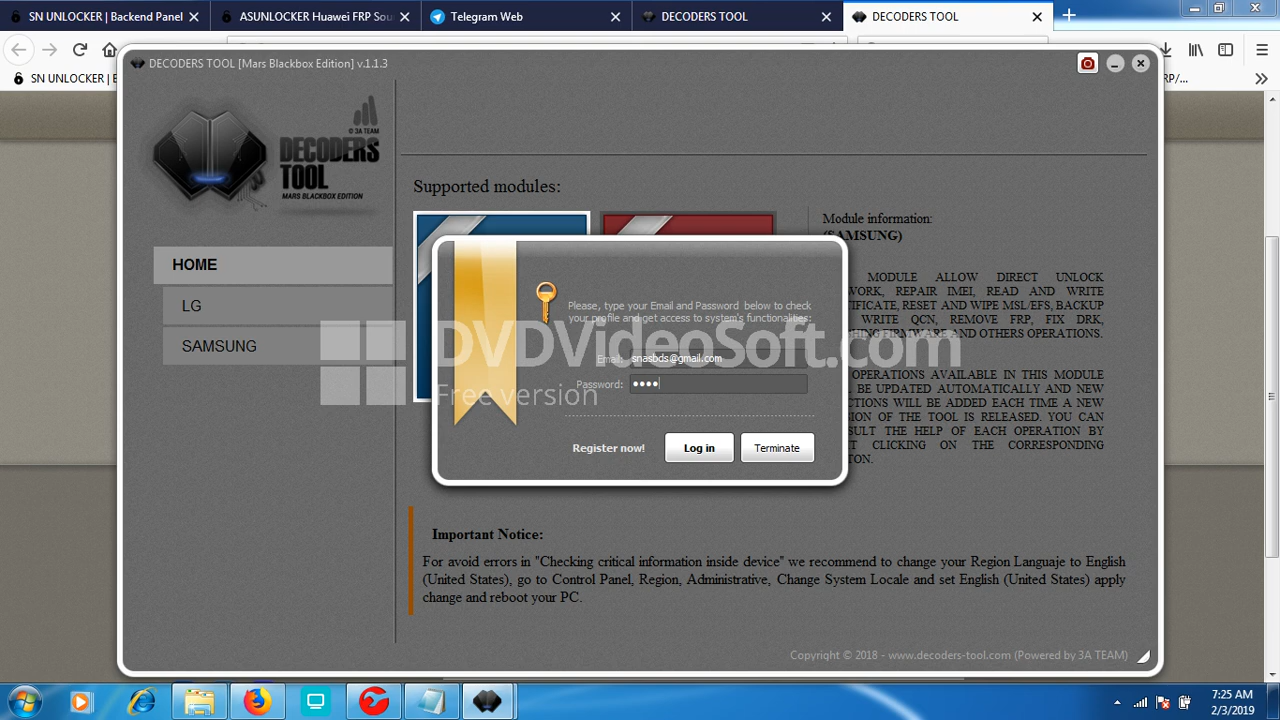 SN UNLOCKER | Backend Panel
ASUNLOCKER Huawei FRP Sou
Telegram Web
DECODERS TOOL
DECODERS TOOL
SN UNLOCKER |
RP/...
DECODERS TOOL [Mars Blackbox Edition] v.1.1.3
© 3A TEAM
DECODERS
TOOL
MARS BLACKBOX EDITION
HOME
LG
SAMSUNG
Supported modules:
Module information:
(SAMSUNG)
MODULE ALLOW DIRECT UNLOCK
WORK, REPAIR IMEI, READ AND WRITE
IFICATE, RESET AND WIPE MSL/EFS, BACKUP
WRITE QCN, REMOVE FRP, FIX DRK,
FIRMWARE AND OTHERS OPERATIONS.
OPERATIONS AVAILABLE IN THIS MODULE
BE UPDATED AUTOMATICALLY AND NEW
CTIONS WILL BE ADDED EACH TIME A NEW
SION OF THE TOOL IS RELEASED. YOU CAN
SULT THE HELP OF EACH OPERATION BY
T CLICKING ON THE CORRESPONDING
TON.
Please, type your Email and Password below to check
your profile and get access to system's functionalities:
Email: snasbds@gmail.com
Password: ••••
Register now!
Log in
Terminate
DVDVideoSoft.com
Free version
Important Notice:
For avoid errors in "Checking critical information inside device" we recommend to change your Region Languaje to English
(United States), go to Control Panel, Region, Administrative, Change System Locale and set English (United States) apply
change and reboot your PC.
Copyright © 2018 - www.decoders-tool.com (Powered by 3A TEAM)
7:25 AM
2/3/2019